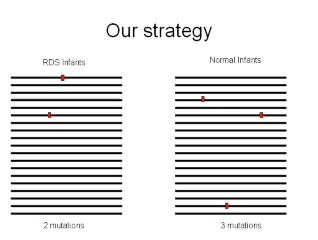 Our strategy
RDS Infants
Normal Infants
2 mutations
3 mutations